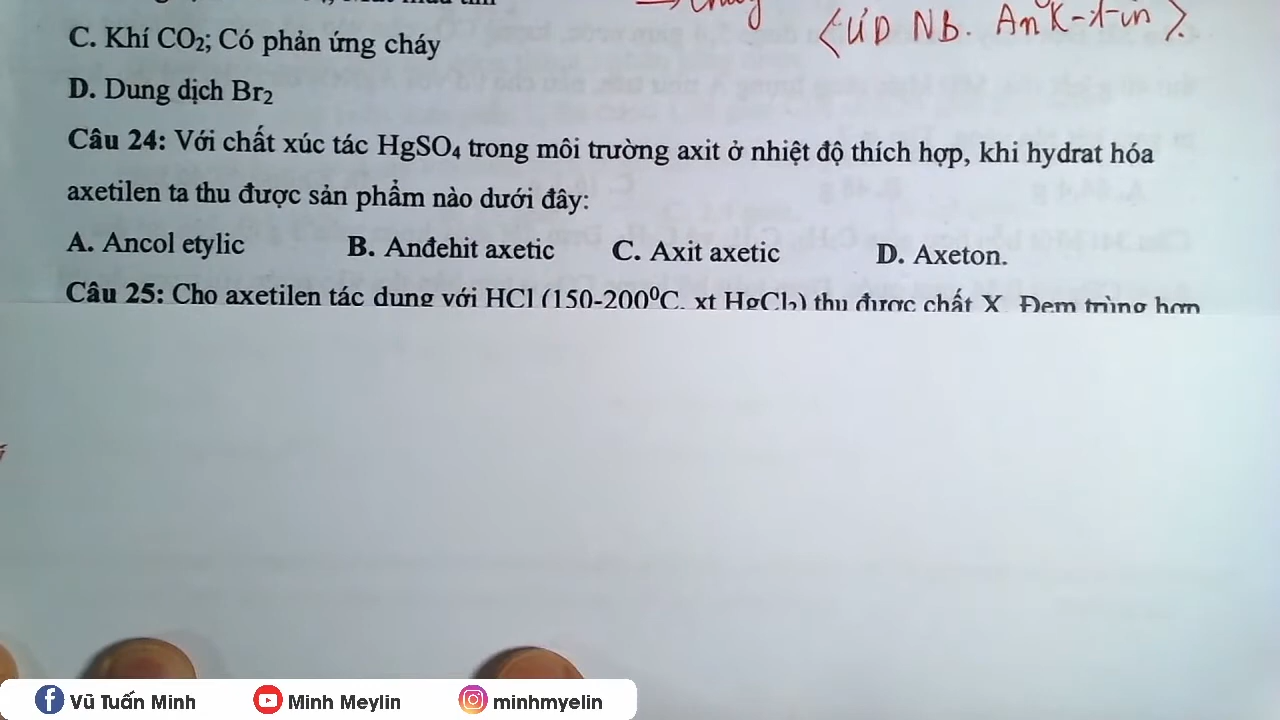 <ƯD NB. Ank-x-in>.
C. Khí CO₂; Có phản ứng cháy
D. Dung dịch Br₂
Câu 24: Với chất xúc tác HgSO₄ trong môi trường axit ở nhiệt độ thích hợp, khi hydrat hóa
axetilen ta thu được sản phẩm nào dưới đây:
A. Ancol etylic B. Anđehit axetic C. Axit axetic D. Axeton.
Câu 25: Cho axetilen tác dụng với HCl (150-200⁰C, xt HgCl₂) thu được chất X. Đem trùng hợp
Vũ Tuấn Minh Minh Meylin minhmyelin